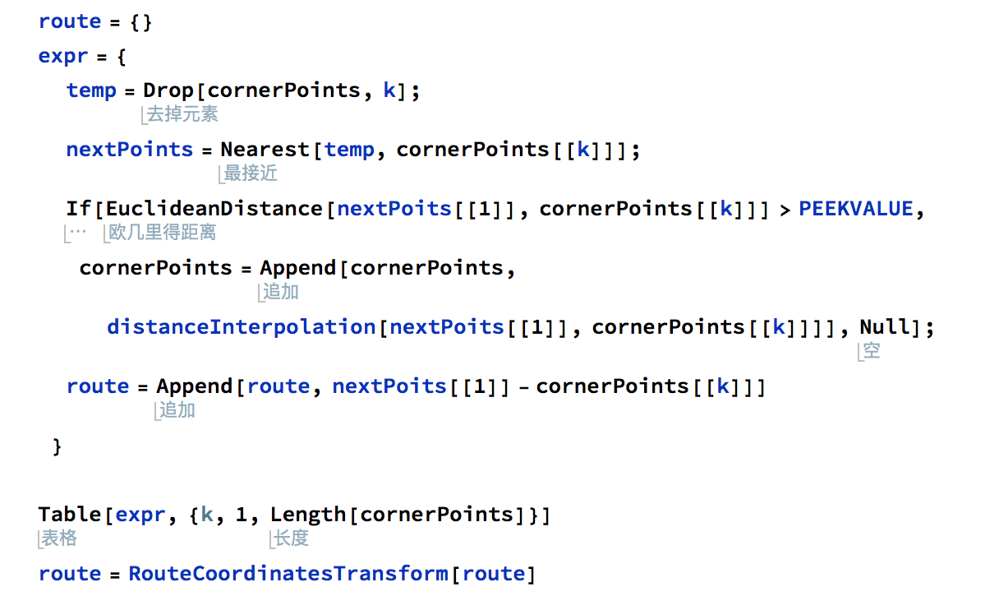 route = {}
expr = {
temp = Drop[cornerPoints, k];
去掉元素
nextPoints = Nearest[temp, cornerPoints[[k]]];
最接近
If[EuclideanDistance[nextPoits[[1]], cornerPoints[[k]]] > PEEKVALUE,
… 欧几里得距离
cornerPoints = Append[cornerPoints,
追加
distanceInterpolation[nextPoits[[1]], cornerPoints[[k]]]], Null];
空
route = Append[route, nextPoits[[1]] - cornerPoints[[k]]]
追加
}
Table[expr, {k, 1, Length[cornerPoints]}]
表格 长度
route = RouteCoordinatesTransform[route]